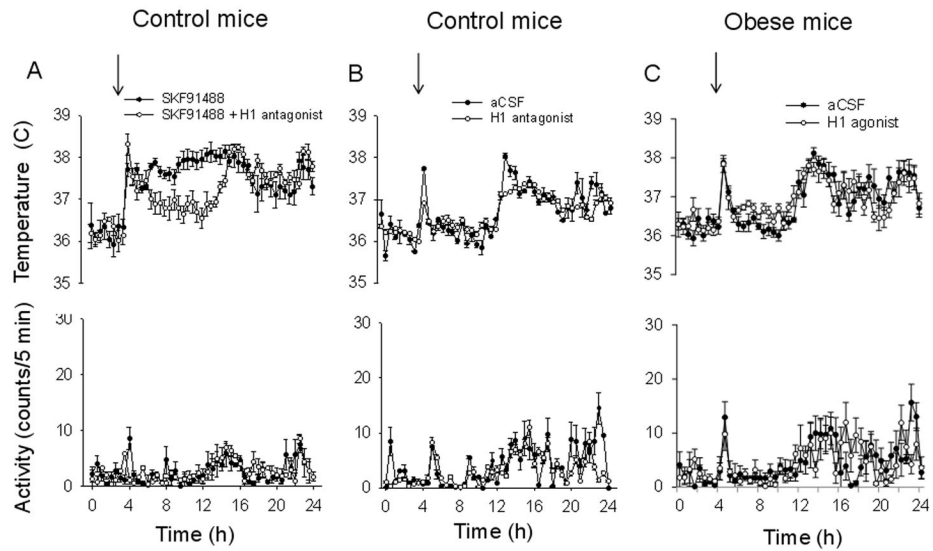 Control mice
Control mice
Obese mice
A
SKF91488
SKF91488 + H1 antagonist
B
aCSF
H1 antagonist
C
aCSF
H1 agonist
Temperature (C)
39
38
37
36
35
39
38
37
36
35
39
38
37
36
35
Activity (counts/5 min)
30
20
10
0
30
20
10
0
30
20
10
0
0 4 8 12 16 20 24
0 4 8 12 16 20 24
0 4 8 12 16 20 24
Time (h)
Time (h)
Time (h)